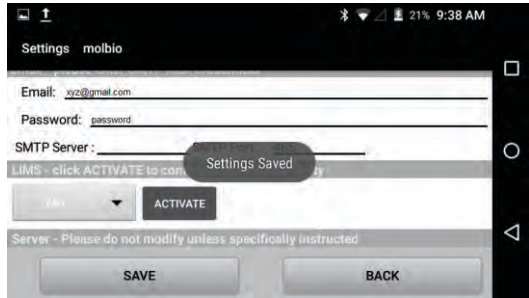 21% 9:38 AM
Settings molbio
Email: xyz@gmail.com
Password: password
SMTP Server :
Settings Saved
LIMS - click ACTIVATE to
ACTIVATE
Server - Please do not modify unless specifically instructed
SAVE BACK